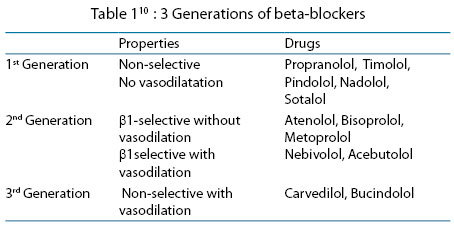 Table 1¹⁰ : 3 Generations of beta-blockers
Properties Drugs
1st Generation Non-selective Propranolol, Timolol,
No vasodilatation Pindolol, Nadolol,
Sotalol
2nd Generation β1-selective without Atenolol, Bisoprolol,
vasodilation Metoprolol
β1selective with Nebivolol, Acebutolol
vasodilation
3rd Generation Non-selective with Carvedilol, Bucindolol
vasodilation